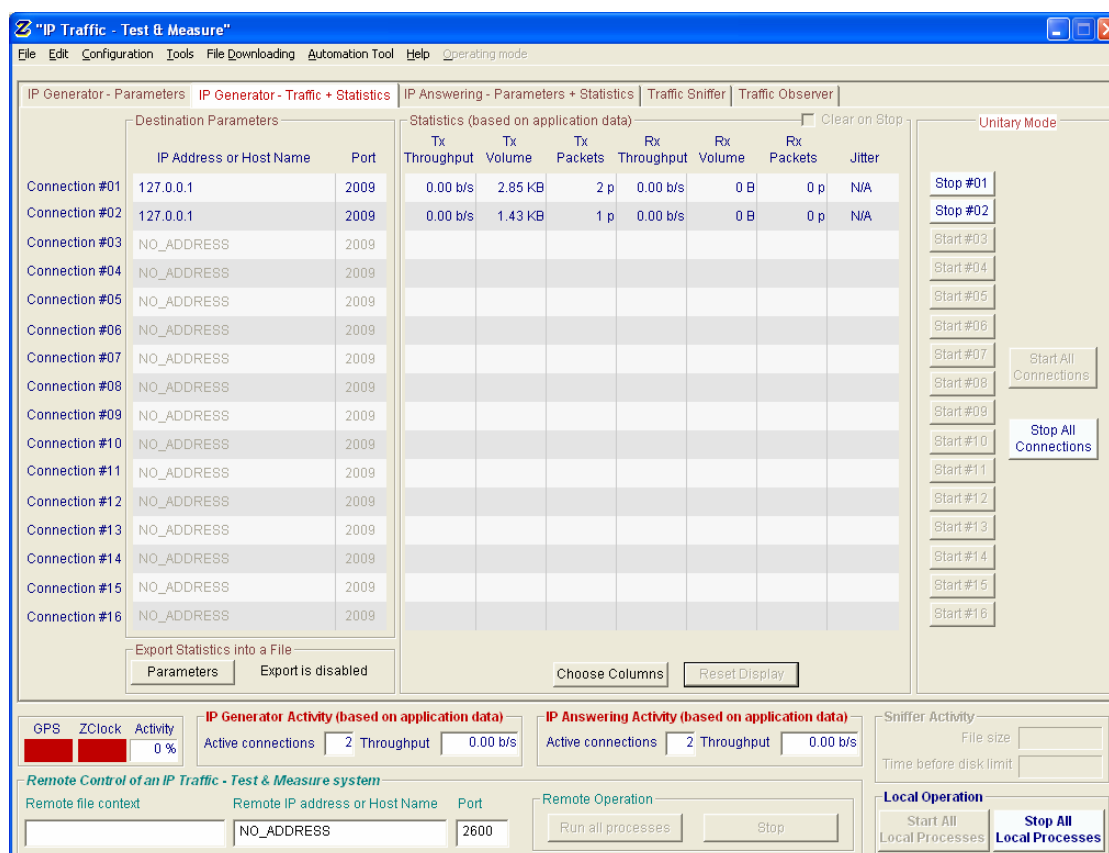 "IP Traffic - Test & Measure"
File Edit Configuration Tools File Downloading Automation Tool Help Operating mode
IP Generator - Parameters IP Generator - Traffic + Statistics IP Answering - Parameters + Statistics Traffic Sniffer Traffic Observer
Destination Parameters Statistics (based on application data) Clear on Stop Unitary Mode
Tx Tx Tx Rx Rx Rx
IP Address or Host Name Port Throughput Volume Packets Throughput Volume Packets Jitter
Connection #01 127.0.0.1 2009 0.00 b/s 2.85 KB 2 p 0.00 b/s 0 B 0 p N/A Stop #01
Connection #02 127.0.0.1 2009 0.00 b/s 1.43 KB 1 p 0.00 b/s 0 B 0 p N/A Stop #02
Connection #03 NO_ADDRESS 2009 Start #03
Connection #04 NO_ADDRESS 2009 Start #04
Connection #05 NO_ADDRESS 2009 Start #05
Connection #06 NO_ADDRESS 2009 Start #06
Connection #07 NO_ADDRESS 2009 Start #07
Connection #08 NO_ADDRESS 2009 Start #08
Connection #09 NO_ADDRESS 2009 Start #09
Connection #10 NO_ADDRESS 2009 Start #10
Connection #11 NO_ADDRESS 2009 Start #11
Connection #12 NO_ADDRESS 2009 Start #12
Connection #13 NO_ADDRESS 2009 Start #13
Connection #14 NO_ADDRESS 2009 Start #14
Connection #15 NO_ADDRESS 2009 Start #15
Connection #16 NO_ADDRESS 2009 Start #16
Start All
Connections
Stop All
Connections
Export Statistics into a File
Parameters Export is disabled Choose Columns Reset Display
GPS ZClock Activity
0 %
IP Generator Activity (based on application data)
Active connections 2 Throughput 0.00 b/s
IP Answering Activity (based on application data)
Active connections 2 Throughput 0.00 b/s
Sniffer Activity
File size
Time before disk limit
Remote Control of an IP Traffic - Test & Measure system
Remote file context Remote IP address or Host Name Port
NO_ADDRESS 2600
Remote Operation
Run all processes Stop
Local Operation
Start All
Local Processes
Stop All
Local Processes